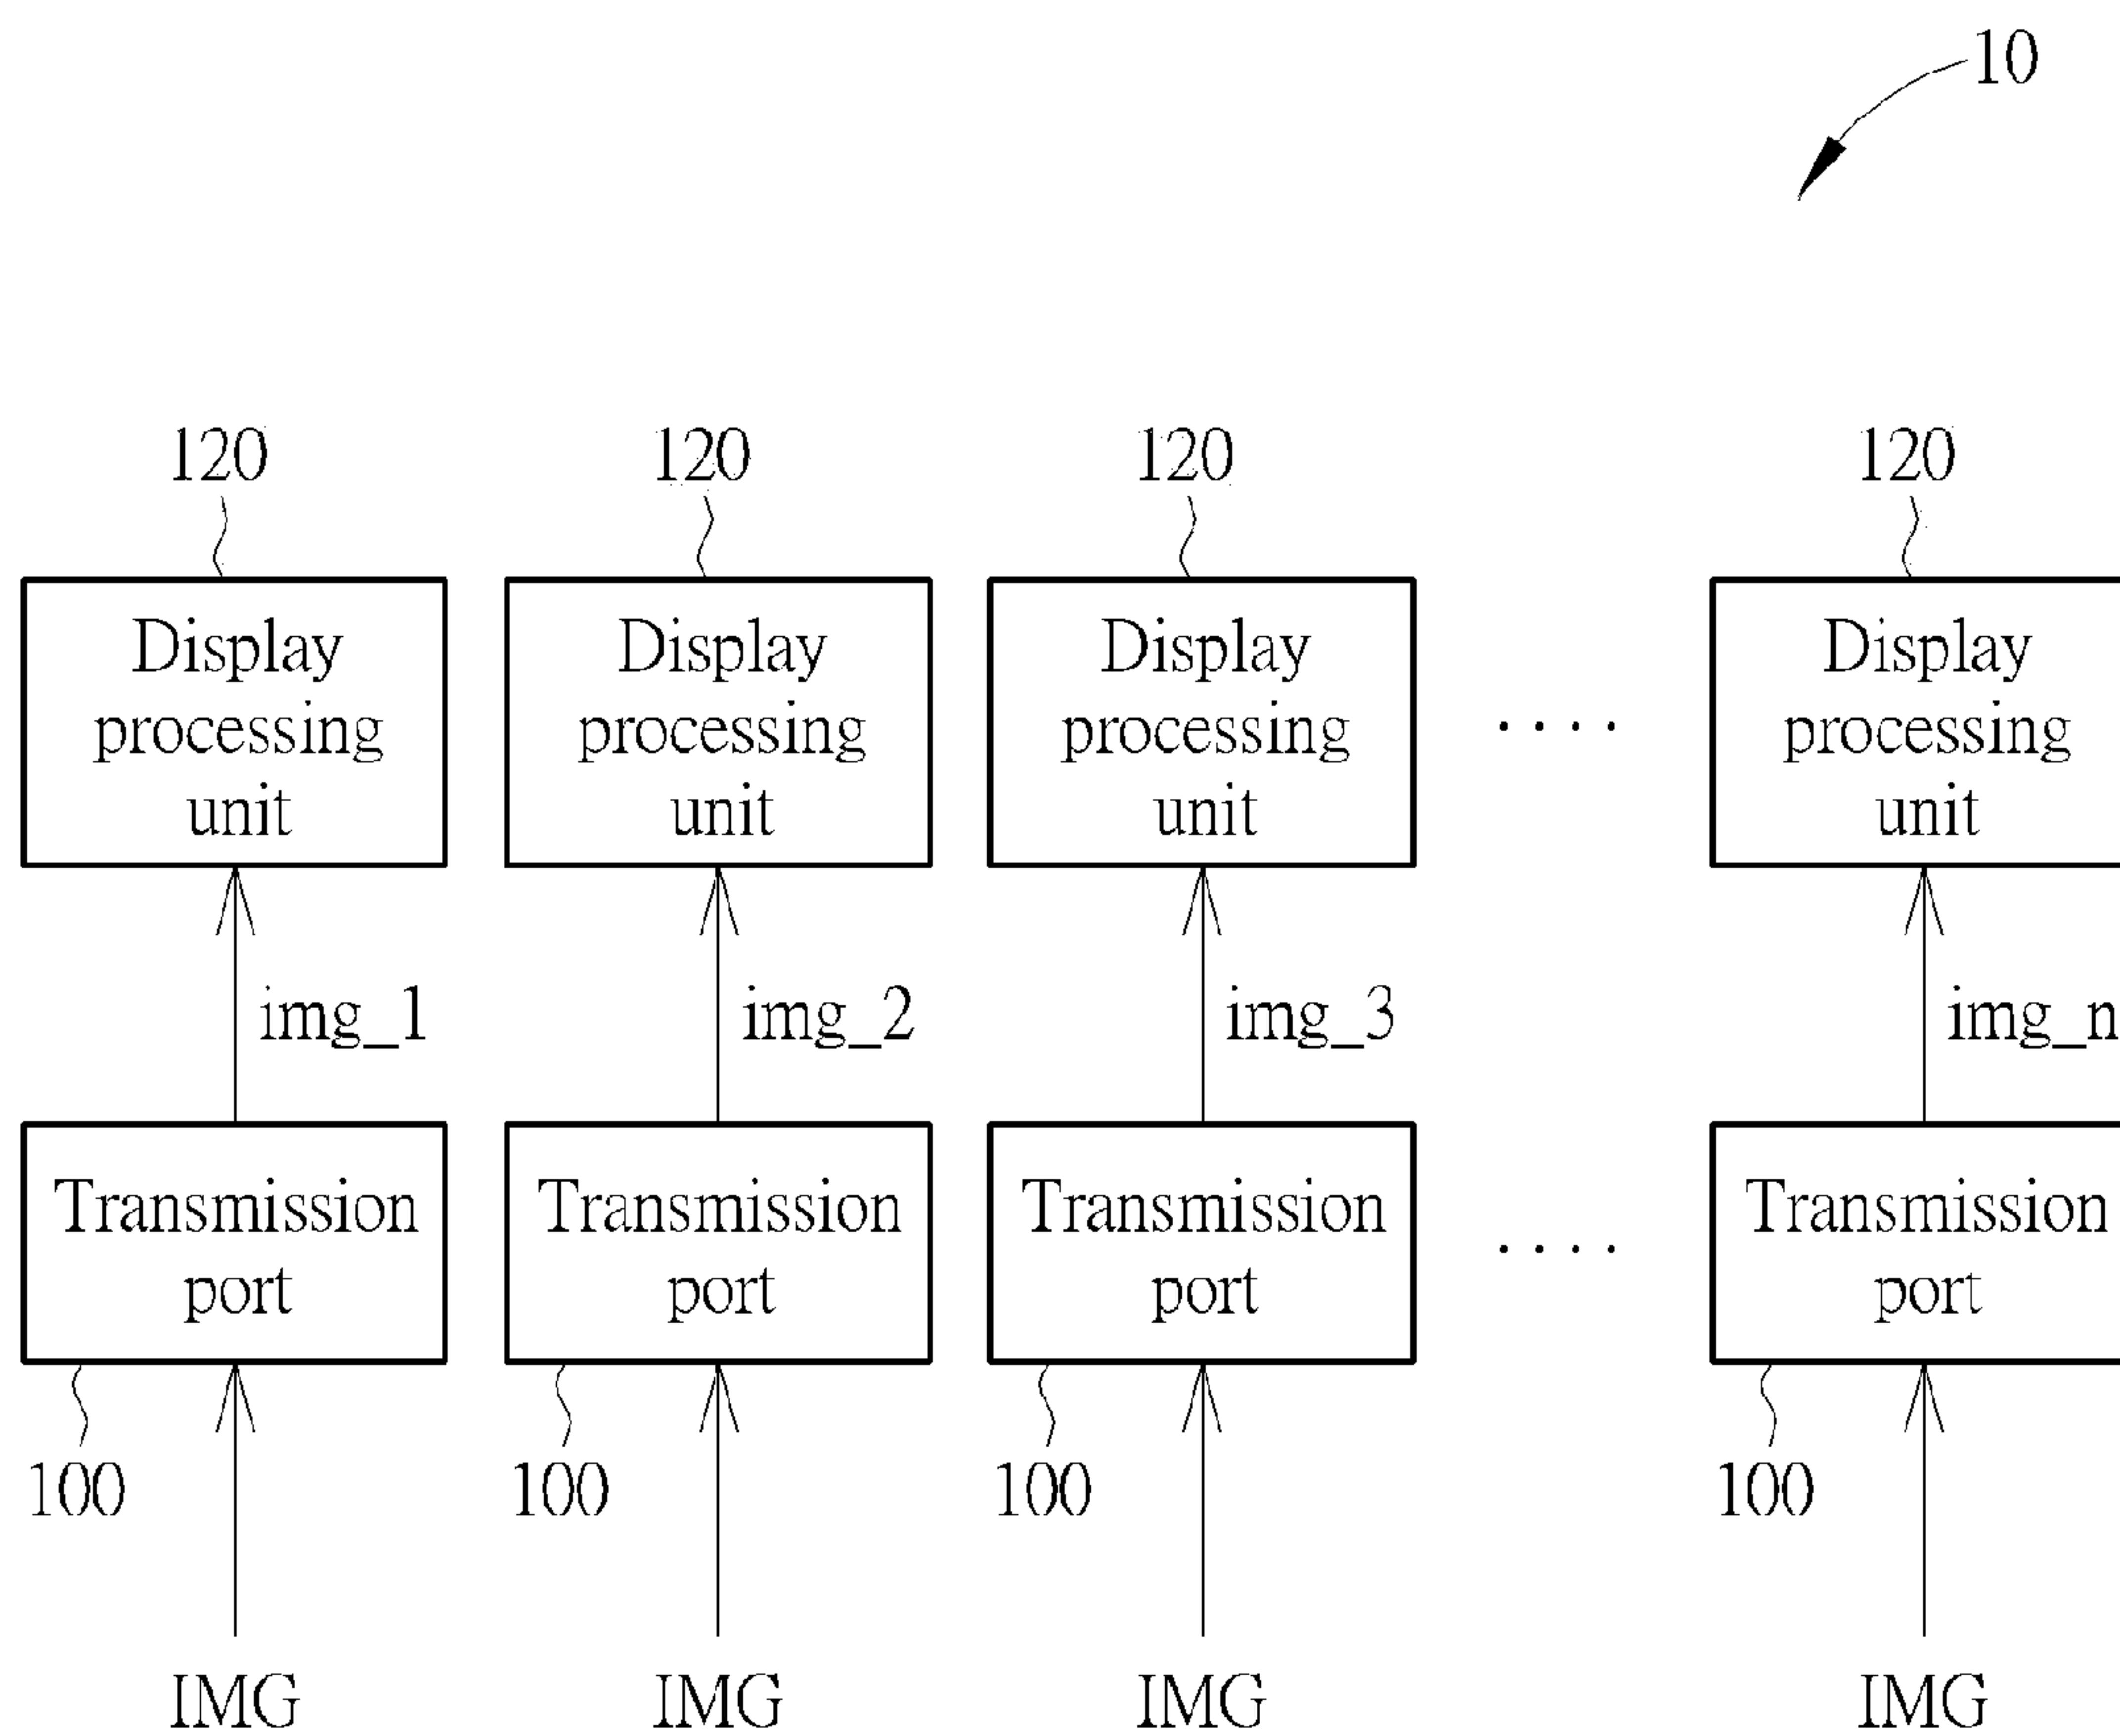 10
120 120 120 120
Display Display Display Display
processing processing processing processing
unit unit unit unit
img_1 img_2 img_3 img_n
Transmission Transmission Transmission Transmission
port port port port
100 100 100 100
IMG IMG IMG IMG